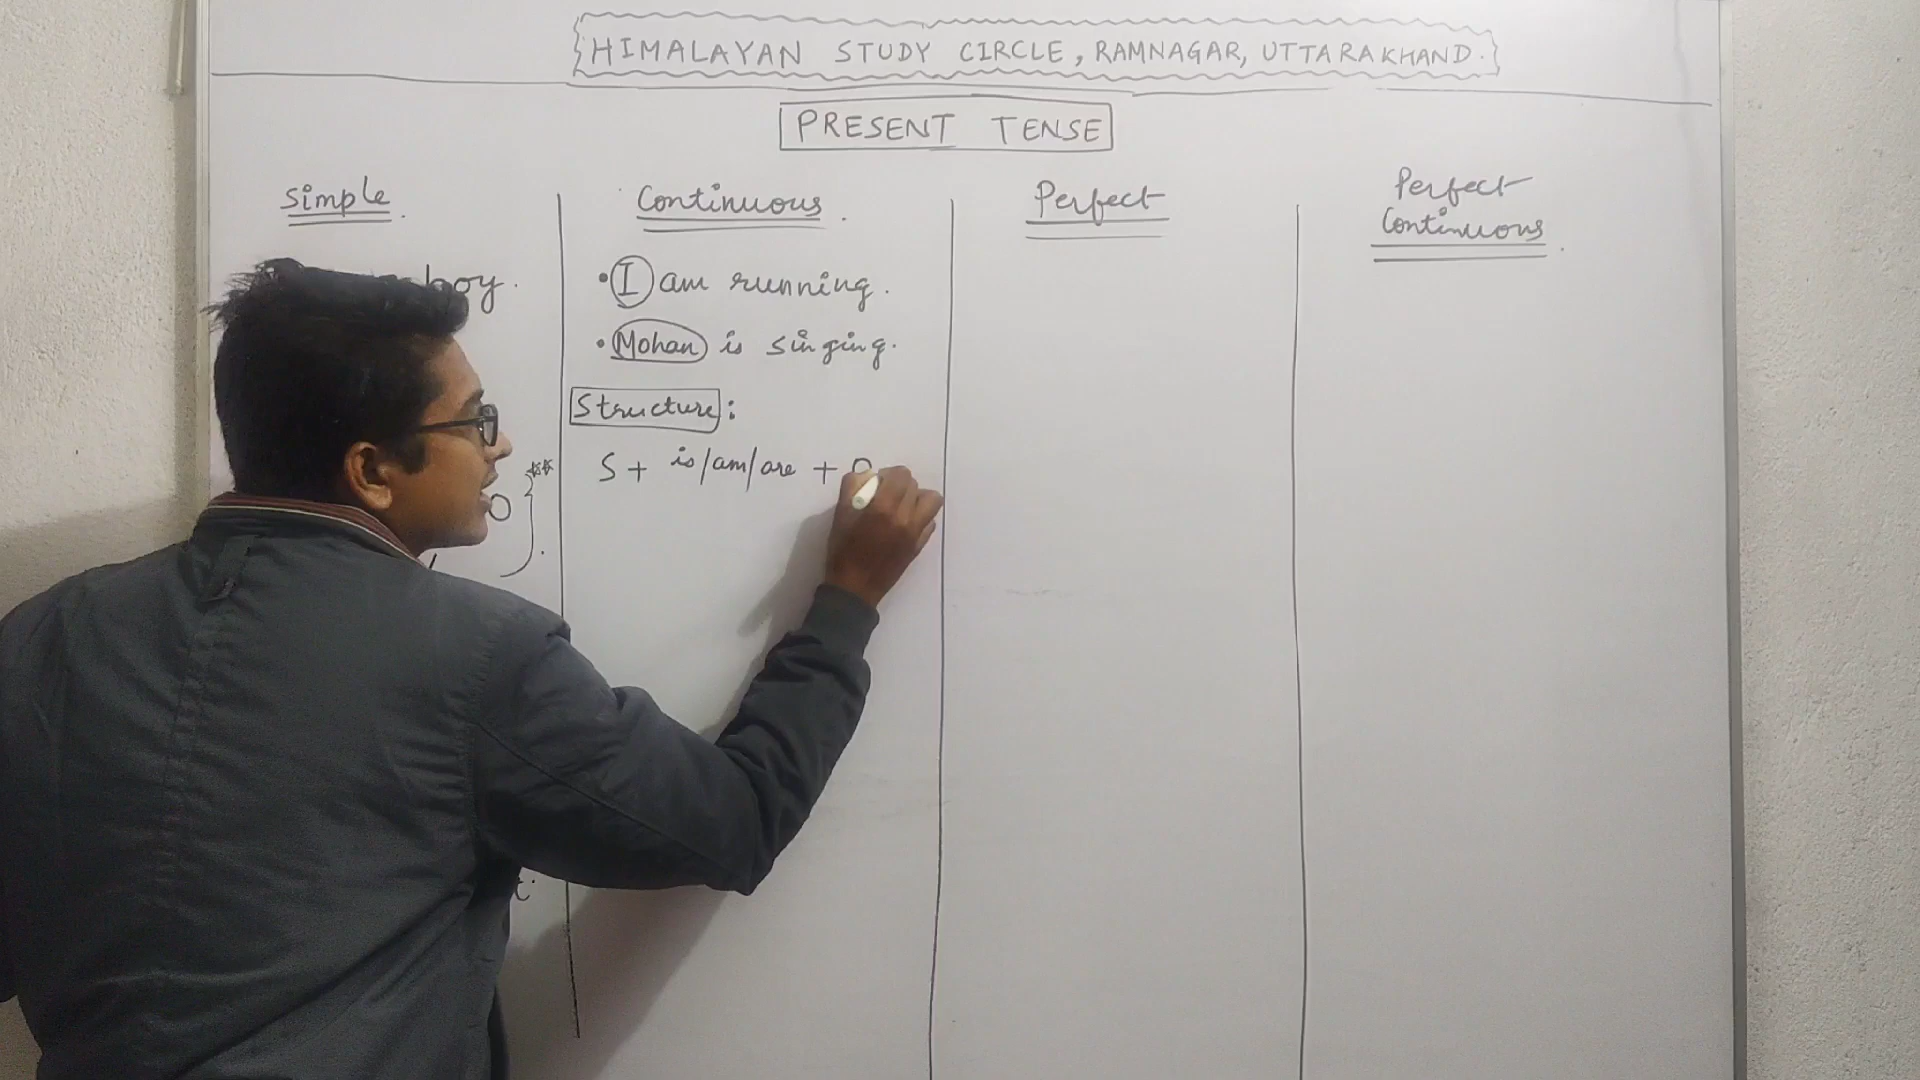 HIMALAYAN STUDY CIRCLE, RAMNAGAR, UTTARAKHAND.
PRESENT TENSE
Simple.
boy.
O
Continuous.
• I am running.
• Mohan is singing.
Structure:
S + is/am/are +
Perfect
Perfect
Continuous.